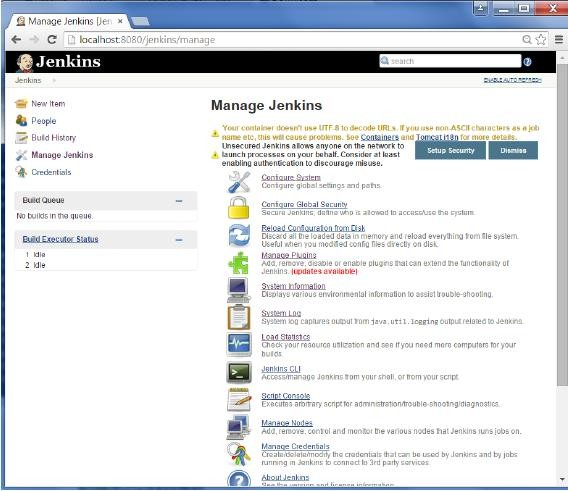 Manage Jenkins [Jen
localhost:8080/jenkins/manage
Jenkins
search
Jenkins
ENABLE AUTO REFRESH
New Item
People
Build History
Manage Jenkins
Credentials
Build Queue
No builds in the queue.
Build Executor Status
1 Idle
2 Idle
Manage Jenkins
Your container doesn't use UTF-8 to decode URLs. If you use non-ASCII characters as a job
name etc, this will cause problems. See Containers and Tomcat i18n for more details.
Unsecured Jenkins allows anyone on the network to
launch processes on your behalf. Consider at least
enabling authentication to discourage misuse.
Setup Security
Dismiss
Configure System
Configure global settings and paths.
Configure Global Security
Secure Jenkins; define who is allowed to access/use the system.
Reload Configuration from Disk
Discard all the loaded data in memory and reload everything from file system.
Useful when you modified config files directly on disk.
Manage Plugins
Add, remove, disable or enable plugins that can extend the functionality of
Jenkins. (updates available)
System Information
Displays various environmental information to assist trouble-shooting.
System Log
System log captures output from java.util.logging output related to Jenkins.
Load Statistics
Check your resource utilization and see if you need more computers for your
builds.
Jenkins CLI
Access/manage Jenkins from your shell, or from your script.
Script Console
Executes arbitrary script for administration/trouble-shooting/diagnostics.
Manage Nodes
Add, remove, control and monitor the various nodes that Jenkins runs jobs on.
Manage Credentials
Create/delete/modify the credentials that can be used by Jenkins and by jobs
running in Jenkins to connect to 3rd party services.
About Jenkins
See the version and license information.